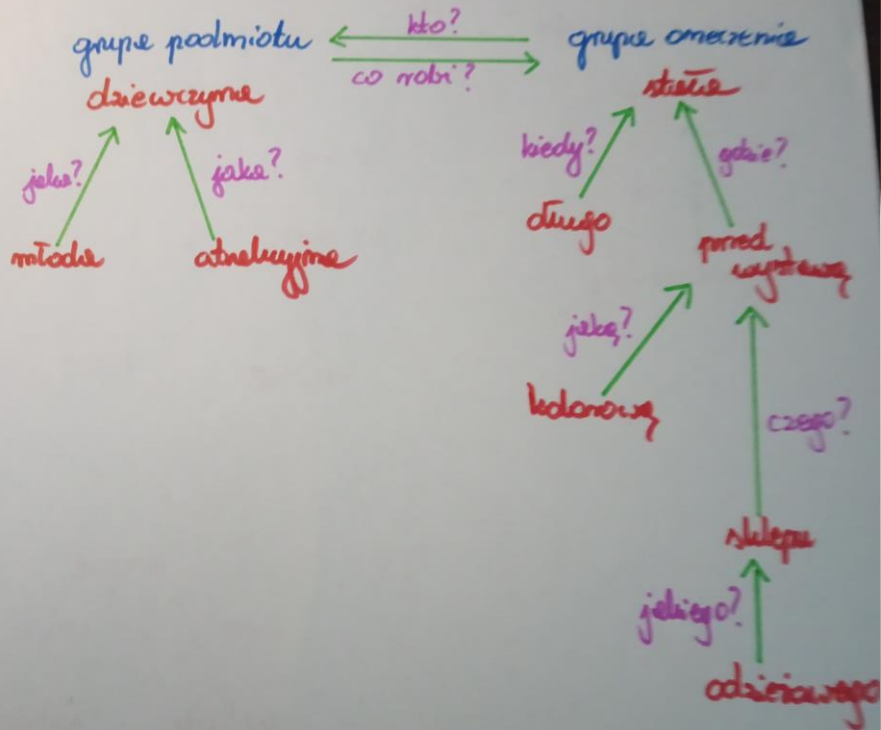 grupa podmiotu
kto?
co robi?
grupa orzeczenia
dziewczyna
stała
jaka?
jaka?
kiedy?
gdzie?
młoda
atrakcyjna
długo
przed
wystawą
jaką?
kolorową
czego?
sklepu
jakiego?
odzieżowego